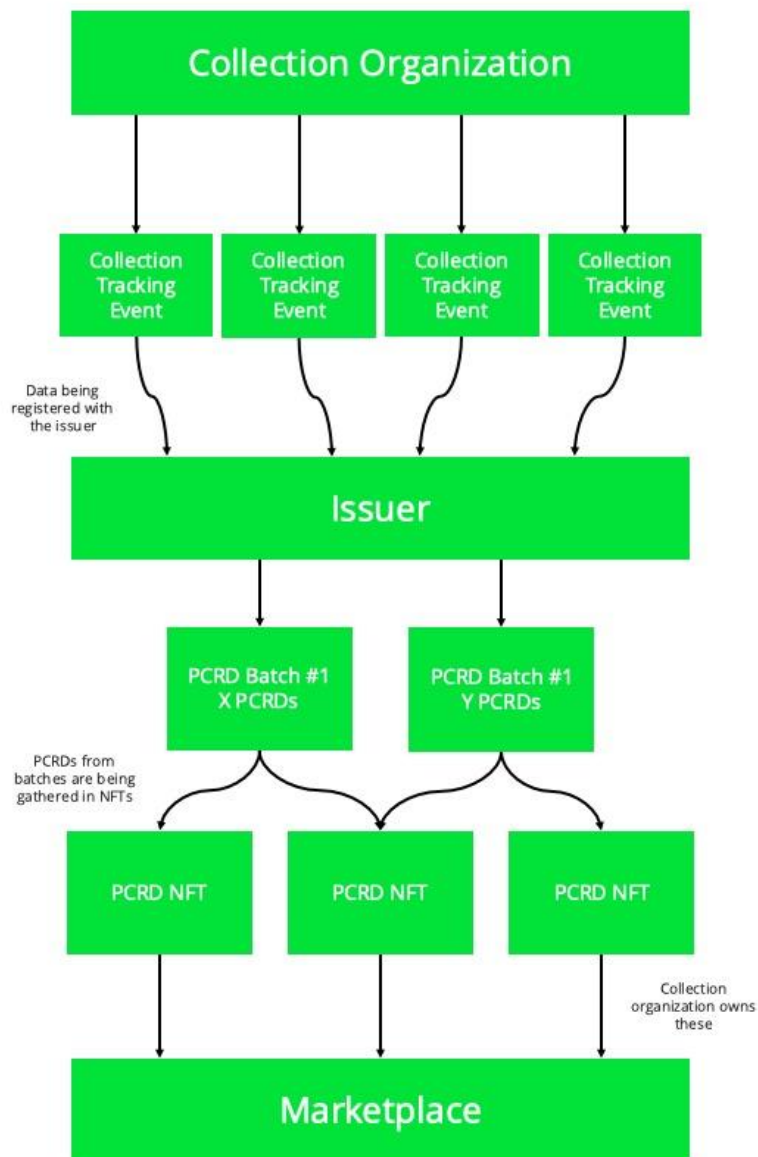 Collection Organization
Collection
Tracking
Event
Collection
Tracking
Event
Collection
Tracking
Event
Collection
Tracking
Event
Data being
registered with
the issuer
Issuer
PCRD Batch #1
X PCRDs
PCRD Batch #1
Y PCRDs
PCRDs from
batches are being
gathered in NFTs
PCRD NFT
PCRD NFT
PCRD NFT
Collection
organization owns
these
Marketplace